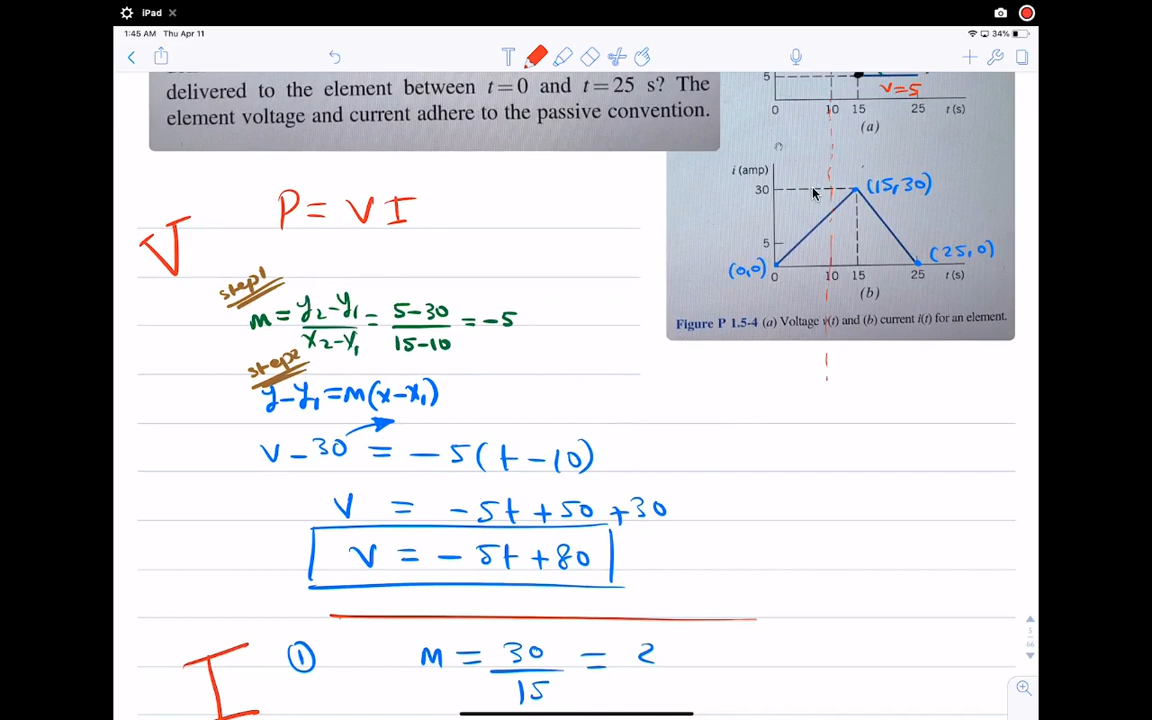 iPad
1:45 AM Thu Apr 11
34%
T
delivered to the element between t=0 and t=25 s? The
element voltage and current adhere to the passive convention.
5
v=5
0 10 15 25 t (s)
(a)
i (amp)
30
(15,30)
5
(0,0)
(25,0)
0 10 15 25 t (s)
(b)
Figure P 1.5-4 (a) Voltage v(t) and (b) current i(t) for an element.
P = VI
V
step1
m = y2-y1/x2-y1 = 5-30/15-10 = -5
step2
y-y1=m(x-x1)
v-30 = -5(t-10)
v = -5t+50+30
v = -5t+80
I
① m = 30/15 = 2
5
66